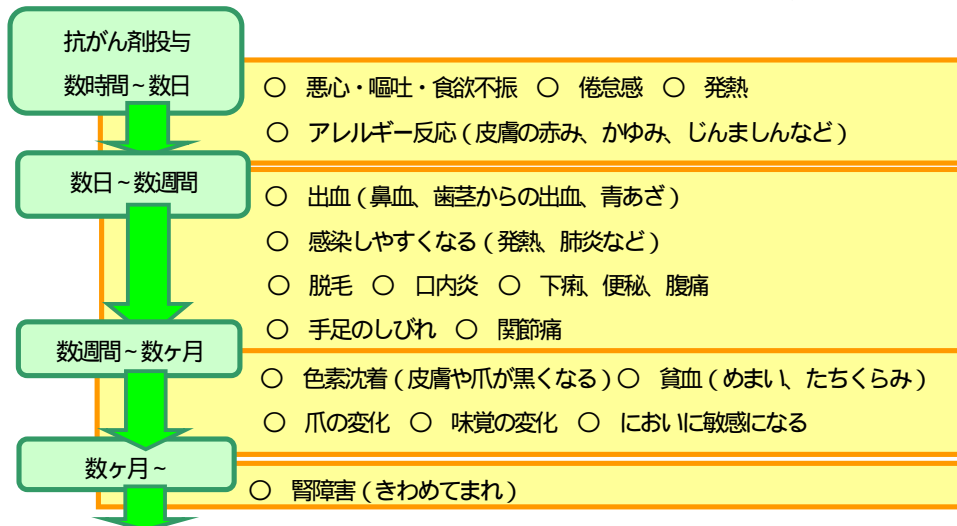 抗がん剤投与
数時間～数日
○ 悪心・嘔吐・食欲不振 ○ 倦怠感 ○ 発熱
○ アレルギー反応（皮膚の赤み、かゆみ、じんましんなど）
数日～数週間
○ 出血（鼻血、歯茎からの出血、青あざ）
○ 感染しやすくなる（発熱、肺炎など）
○ 脱毛 ○ 口内炎 ○ 下痢、便秘、腹痛
○ 手足のしびれ ○ 関節痛
数週間～数ヶ月
○ 色素沈着（皮膚や爪が黒くなる）○ 貧血（めまい、たちくらみ）
○ 爪の変化 ○ 味覚の変化 ○ においに敏感になる
数ヶ月～
○ 腎障害（きわめてまれ）